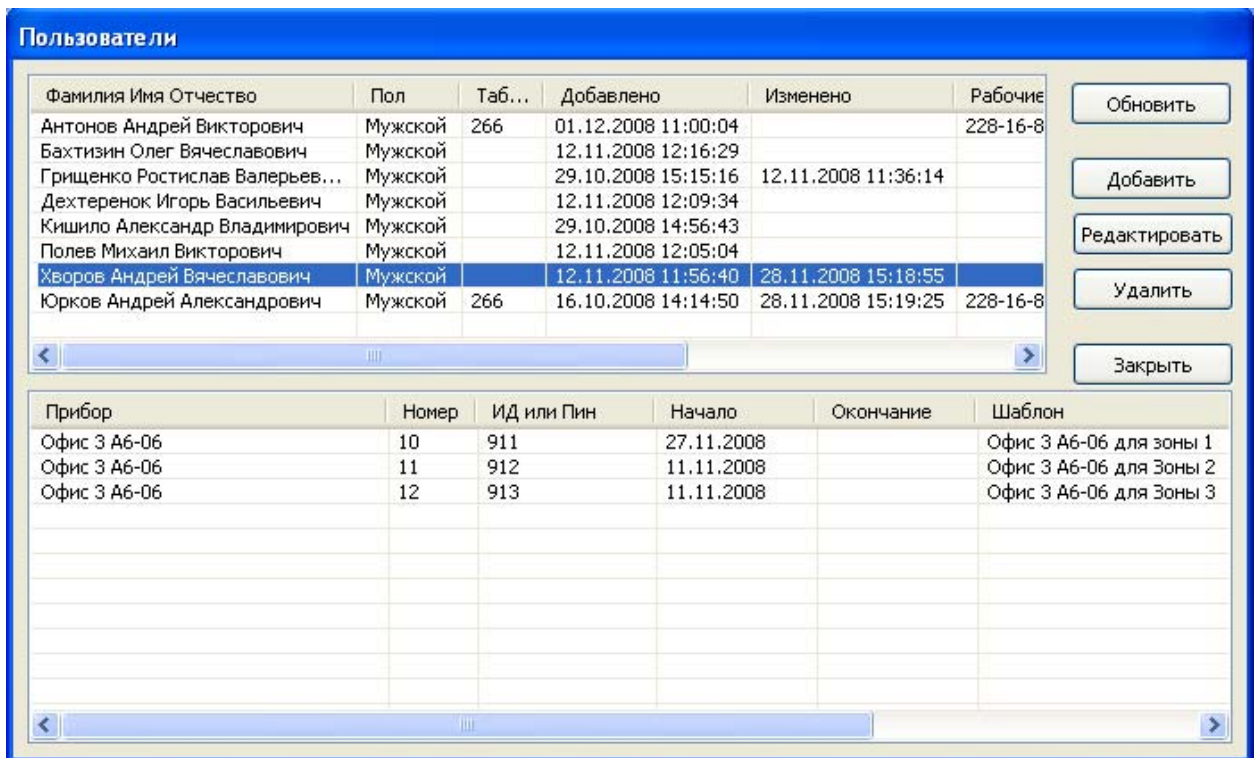 Пользователи
Фамилия Имя Отчество Пол Таб... Добавлено Изменено Рабочие
Антонов Андрей Викторович Мужской 266 01.12.2008 11:00:04 228-16-8
Бахтизин Олег Вячеславович Мужской 12.11.2008 12:16:29
Грищенко Ростислав Валерьев... Мужской 29.10.2008 15:15:16 12.11.2008 11:36:14
Дехтеренок Игорь Васильевич Мужской 12.11.2008 12:09:34
Кишило Александр Владимирович Мужской 29.10.2008 14:56:43
Полев Михаил Викторович Мужской 12.11.2008 12:05:04
Хворов Андрей Вячеславович Мужской 12.11.2008 11:56:40 28.11.2008 15:18:55
Юрков Андрей Александрович Мужской 266 16.10.2008 14:14:50 28.11.2008 15:19:25 228-16-8
Обновить
Добавить
Редактировать
Удалить
Закрыть
Прибор Номер ИД или Пин Начало Окончание Шаблон
Офис 3 А6-06 10 911 27.11.2008 Офис 3 А6-06 для зоны 1
Офис 3 А6-06 11 912 11.11.2008 Офис 3 А6-06 для Зоны 2
Офис 3 А6-06 12 913 11.11.2008 Офис 3 А6-06 для Зоны 3